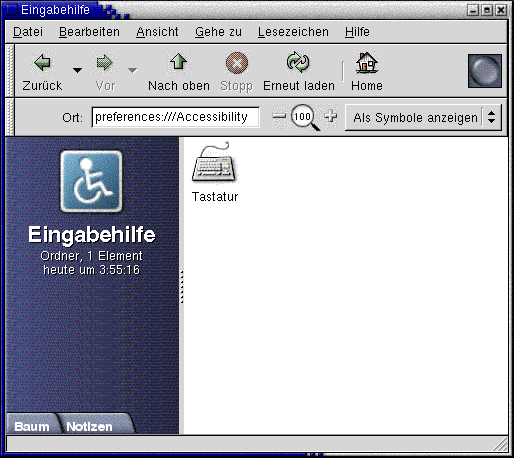 Eingabehilfe
Datei Bearbeiten Ansicht Gehe zu Lesezeichen Hilfe
Zurück Vor Nach oben Stopp Erneut laden Home
Ort: preferences:///Accessibility 100 Als Symbole anzeigen
Tastatur
Eingabehilfe
Ordner, 1 Element
heute um 3:55:16
Baum Notizen